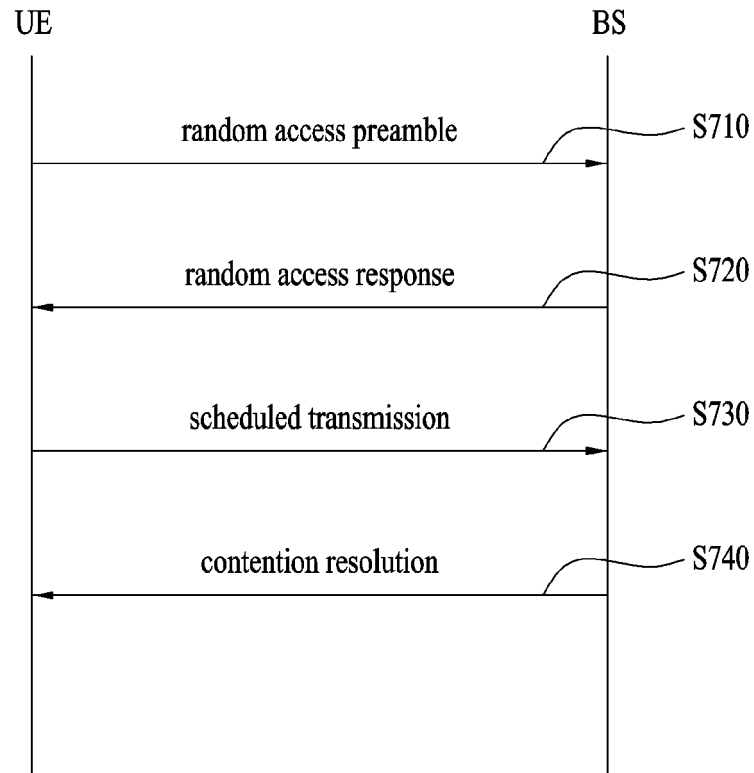 UE
BS
random access preamble
S710
random access response
S720
scheduled transmission
S730
contention resolution
S740